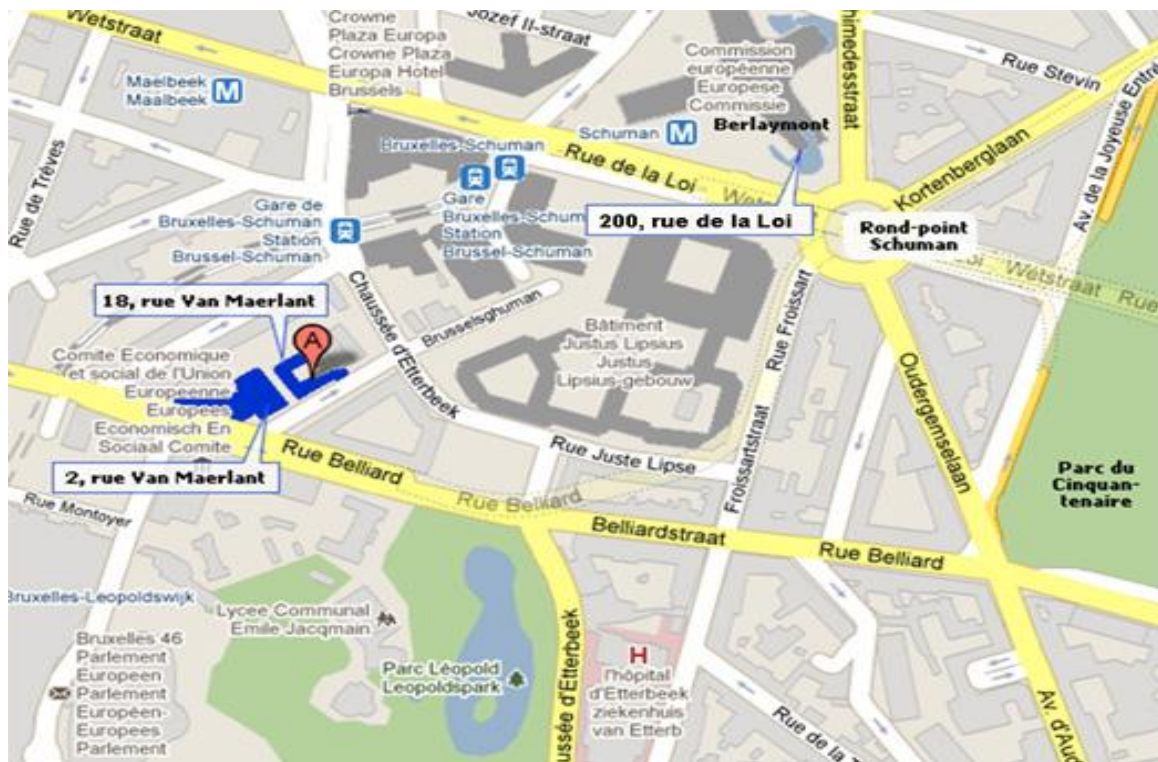 Wetstraat
Crowne
Plaza Europa
Crowne Plaza
Europa Hotel
Brussels
Jozef II-straat
Commission
européenne
Europese
Commissie
Berlaymont
Rue Stevin
Maelbeek
Maalbeek
M
Schuman
M
Bruxelles-Schuman
Rue de la Loi
Kortenberglaan
Av. de la Joyeuse Entré
Rue de Trèves
Gare de
Bruxelles-Schuman
Station
Brussel-Schuman
Gare
Bruxelles-Schum
Station
Brussel-Schuman
200, rue de la Loi
Rond-point
Schuman
Wetstraat
Rue
18, rue Van Maerlant
A
Chaussée d'Etterbeek
Brusselsghuman
Bâtiment
Justus Lipsius
Justus
Lipsius-gebouw
Rue Froissart
Oudergemselaan
Comite Economique
et social de l'Union
Europeenne
Europees
Economisch En
Sociaal Comite
2, rue Van Maerlant
Rue Belliard
Rue Juste Lipse
Froissartstraat
Parc du
Cinquan-
tenaire
Rue Montoyer
Rue Belliard
Belliardstraat
Rue Belliard
Bruxelles-Leopoldswijk
Lycee Communal
Emile Jacqmain
Bruxelles 46
Parlement
Europeen
Parlement
Européen-
Europees
Parlement
Parc Léopold
Leopoldspark
ussée d'Etterbeek
H
l'hôpital
d'Etterbeek
ziekenhuis
van Etterb
Rue de la
Av. d'Aud